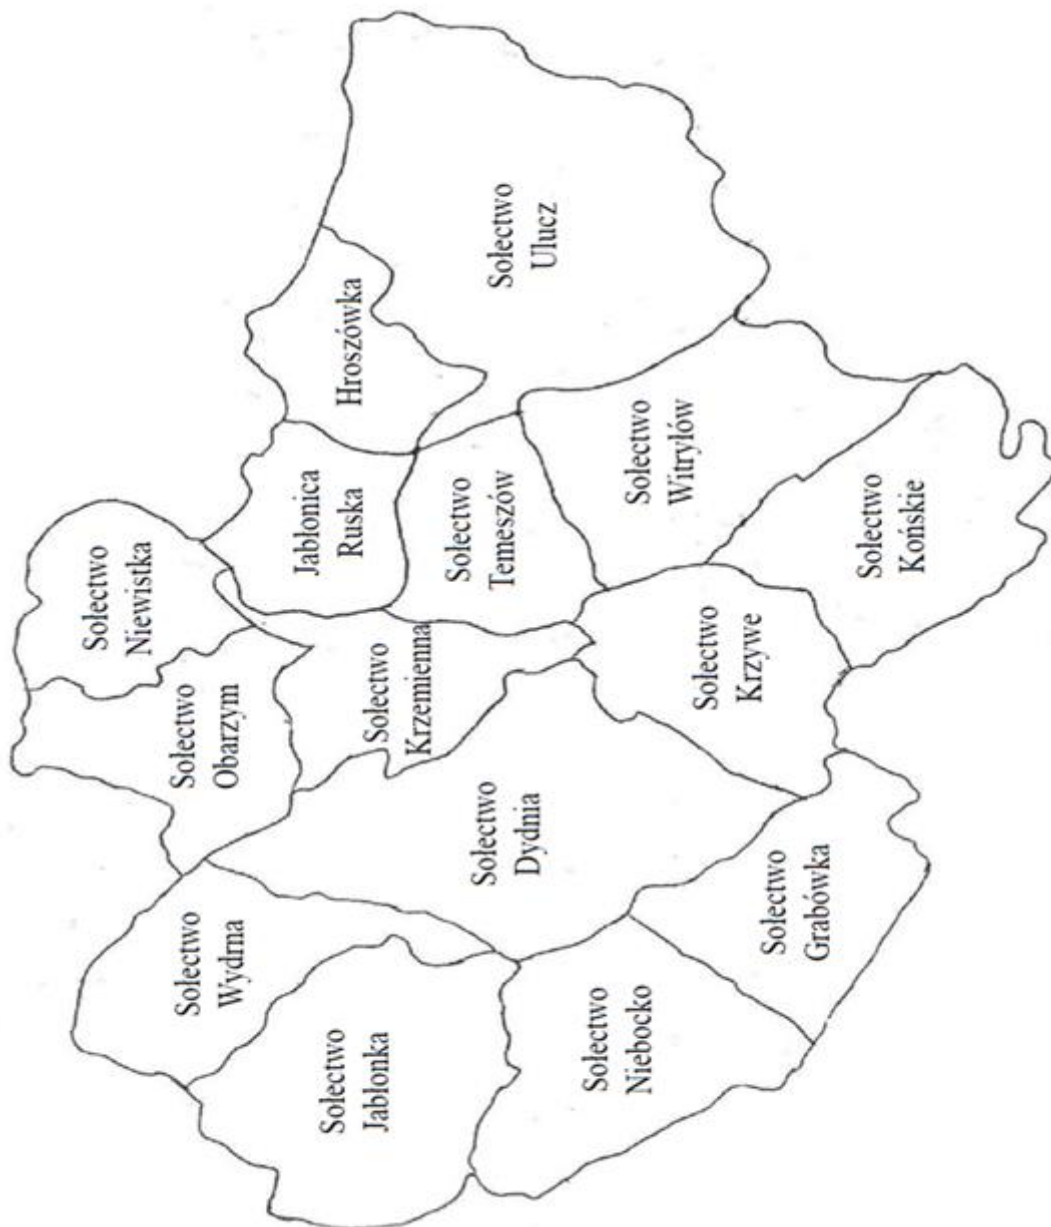 Sołectwo
Niewistka
Sołectwo
Wydrna
Sołectwo
Obarzym
Sołectwo
Jabłonka
Sołectwo
Krzemienna
Jabłonica
Ruska
Hroszówka
Sołectwo
Dydnia
Sołectwo
Temeszów
Sołectwo
Ulucz
Sołectwo
Niebocko
Sołectwo
Witryłów
Sołectwo
Grabówka
Sołectwo
Krzywe
Sołectwo
Końskie